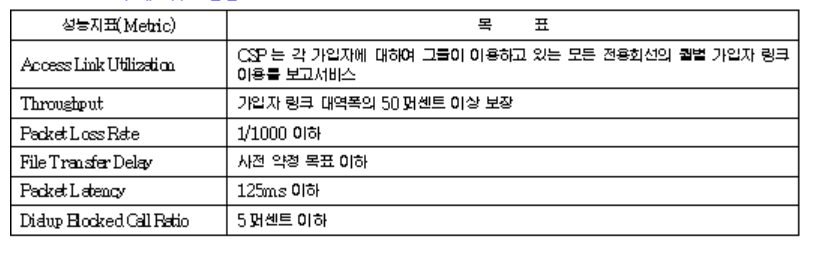 성능지표(Metric)
목 표
Access Link Utilization
CSP는 각 가입자에 대하여 그들이 이용하고 있는 모든 전용회선의 월별 가입자 링크
이용률 보고서비스
Throughput
가입자 링크 대역폭의 50퍼센트 이상 보장
Packet Loss Rate
1/1000 이하
File Transfer Delay
사전 약정 목표 이하
Packet Latency
125ms 이하
Dialup Blocked Call Ratio
5퍼센트 이하